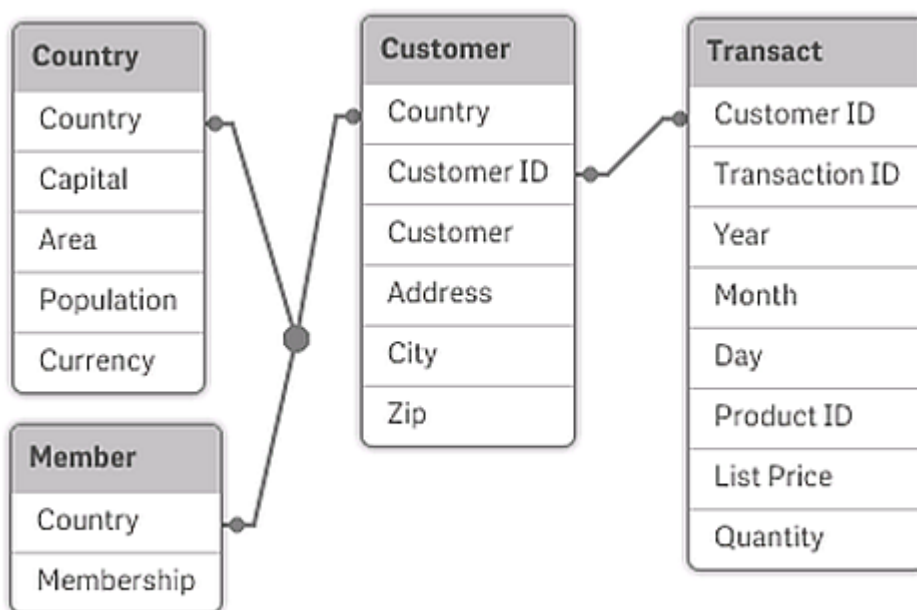 Country
Country
Capital
Area
Population
Currency
Member
Country
Membership
Customer
Country
Customer ID
Customer
Address
City
Zip
Transact
Customer ID
Transaction ID
Year
Month
Day
Product ID
List Price
Quantity